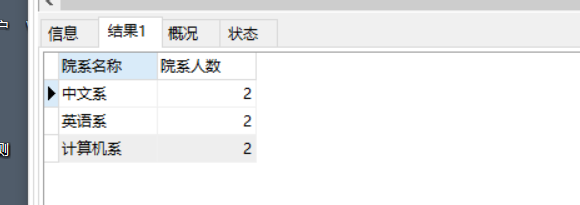 信息 结果1 概况 状态
院系名称 院系人数
中文系 2
英语系 2
计算机系 2